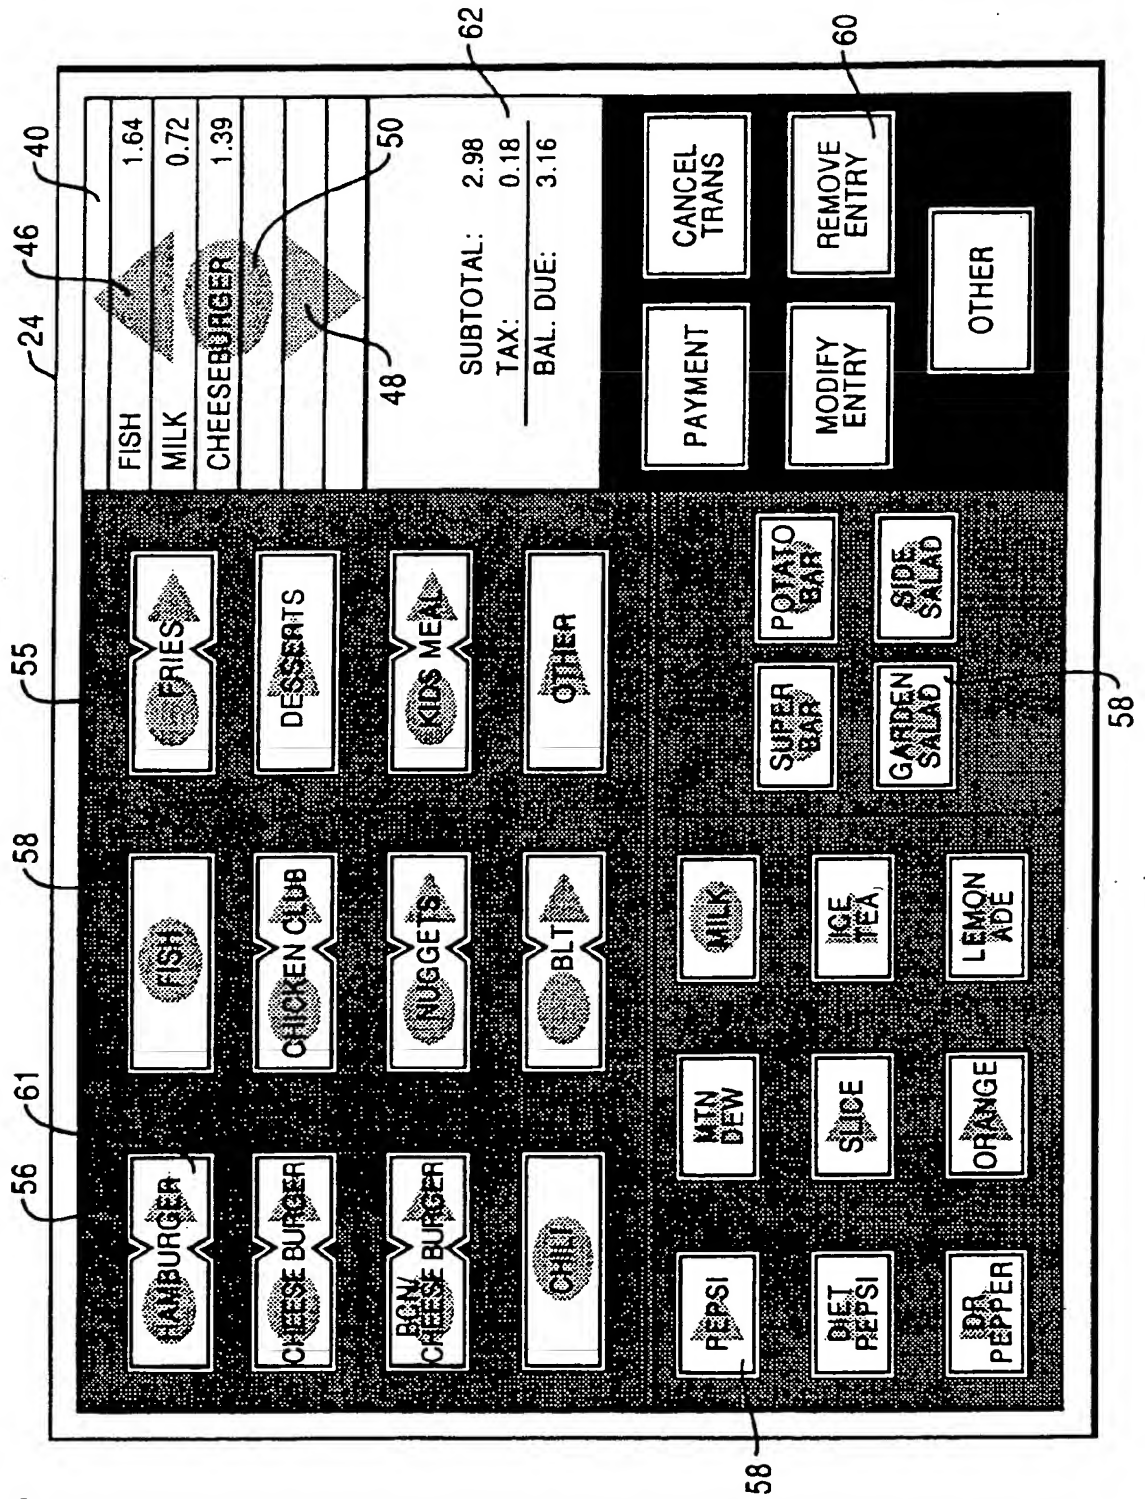 56
61
58
55
24
46
40
HAMBURGER
FISH
FRIES
CHEESE BURGER
CHICKEN CLUB
DESSERTS
BCN/
CHEESE BURGER
NUGGETS
KIDS MEAL
CHILI
BLT
OTHER
FISH 1.64
MILK 0.72
CHEESEBURGER 1.39
48
50
SUBTOTAL: 2.98
TAX: 0.18
BAL. DUE: 3.16
62
PEPSI
MTN
DEW
MILK
DIET
PEPSI
SLICE
ICE
TEA
DR
PEPPER
ORANGE
LEMON
ADE
SUPER
BAR
POTATO
BAR
GARDEN
SALAD
SIDE
SALAD
PAYMENT
CANCEL
TRANS
MODIFY
ENTRY
REMOVE
ENTRY
OTHER
60
58
58